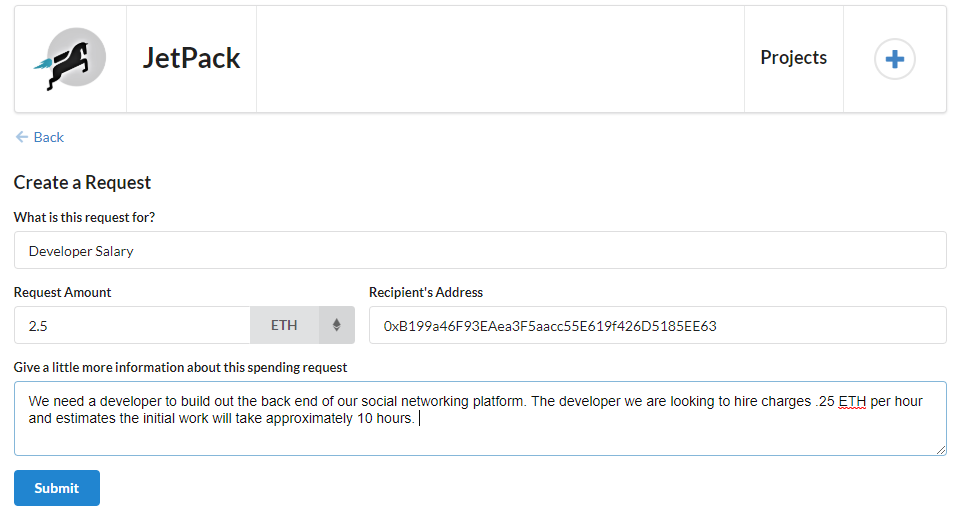 JetPack
Projects
Back
Create a Request
What is this request for?
Developer Salary
Request Amount
Recipient's Address
2.5
ETH
0xB199a46F93EAea3F5aacc55E619f426D5185EE63
Give a little more information about this spending request
We need a developer to build out the back end of our social networking platform. The developer we are looking to hire charges .25 ETH per hour
and estimates the initial work will take approximately 10 hours.
Submit